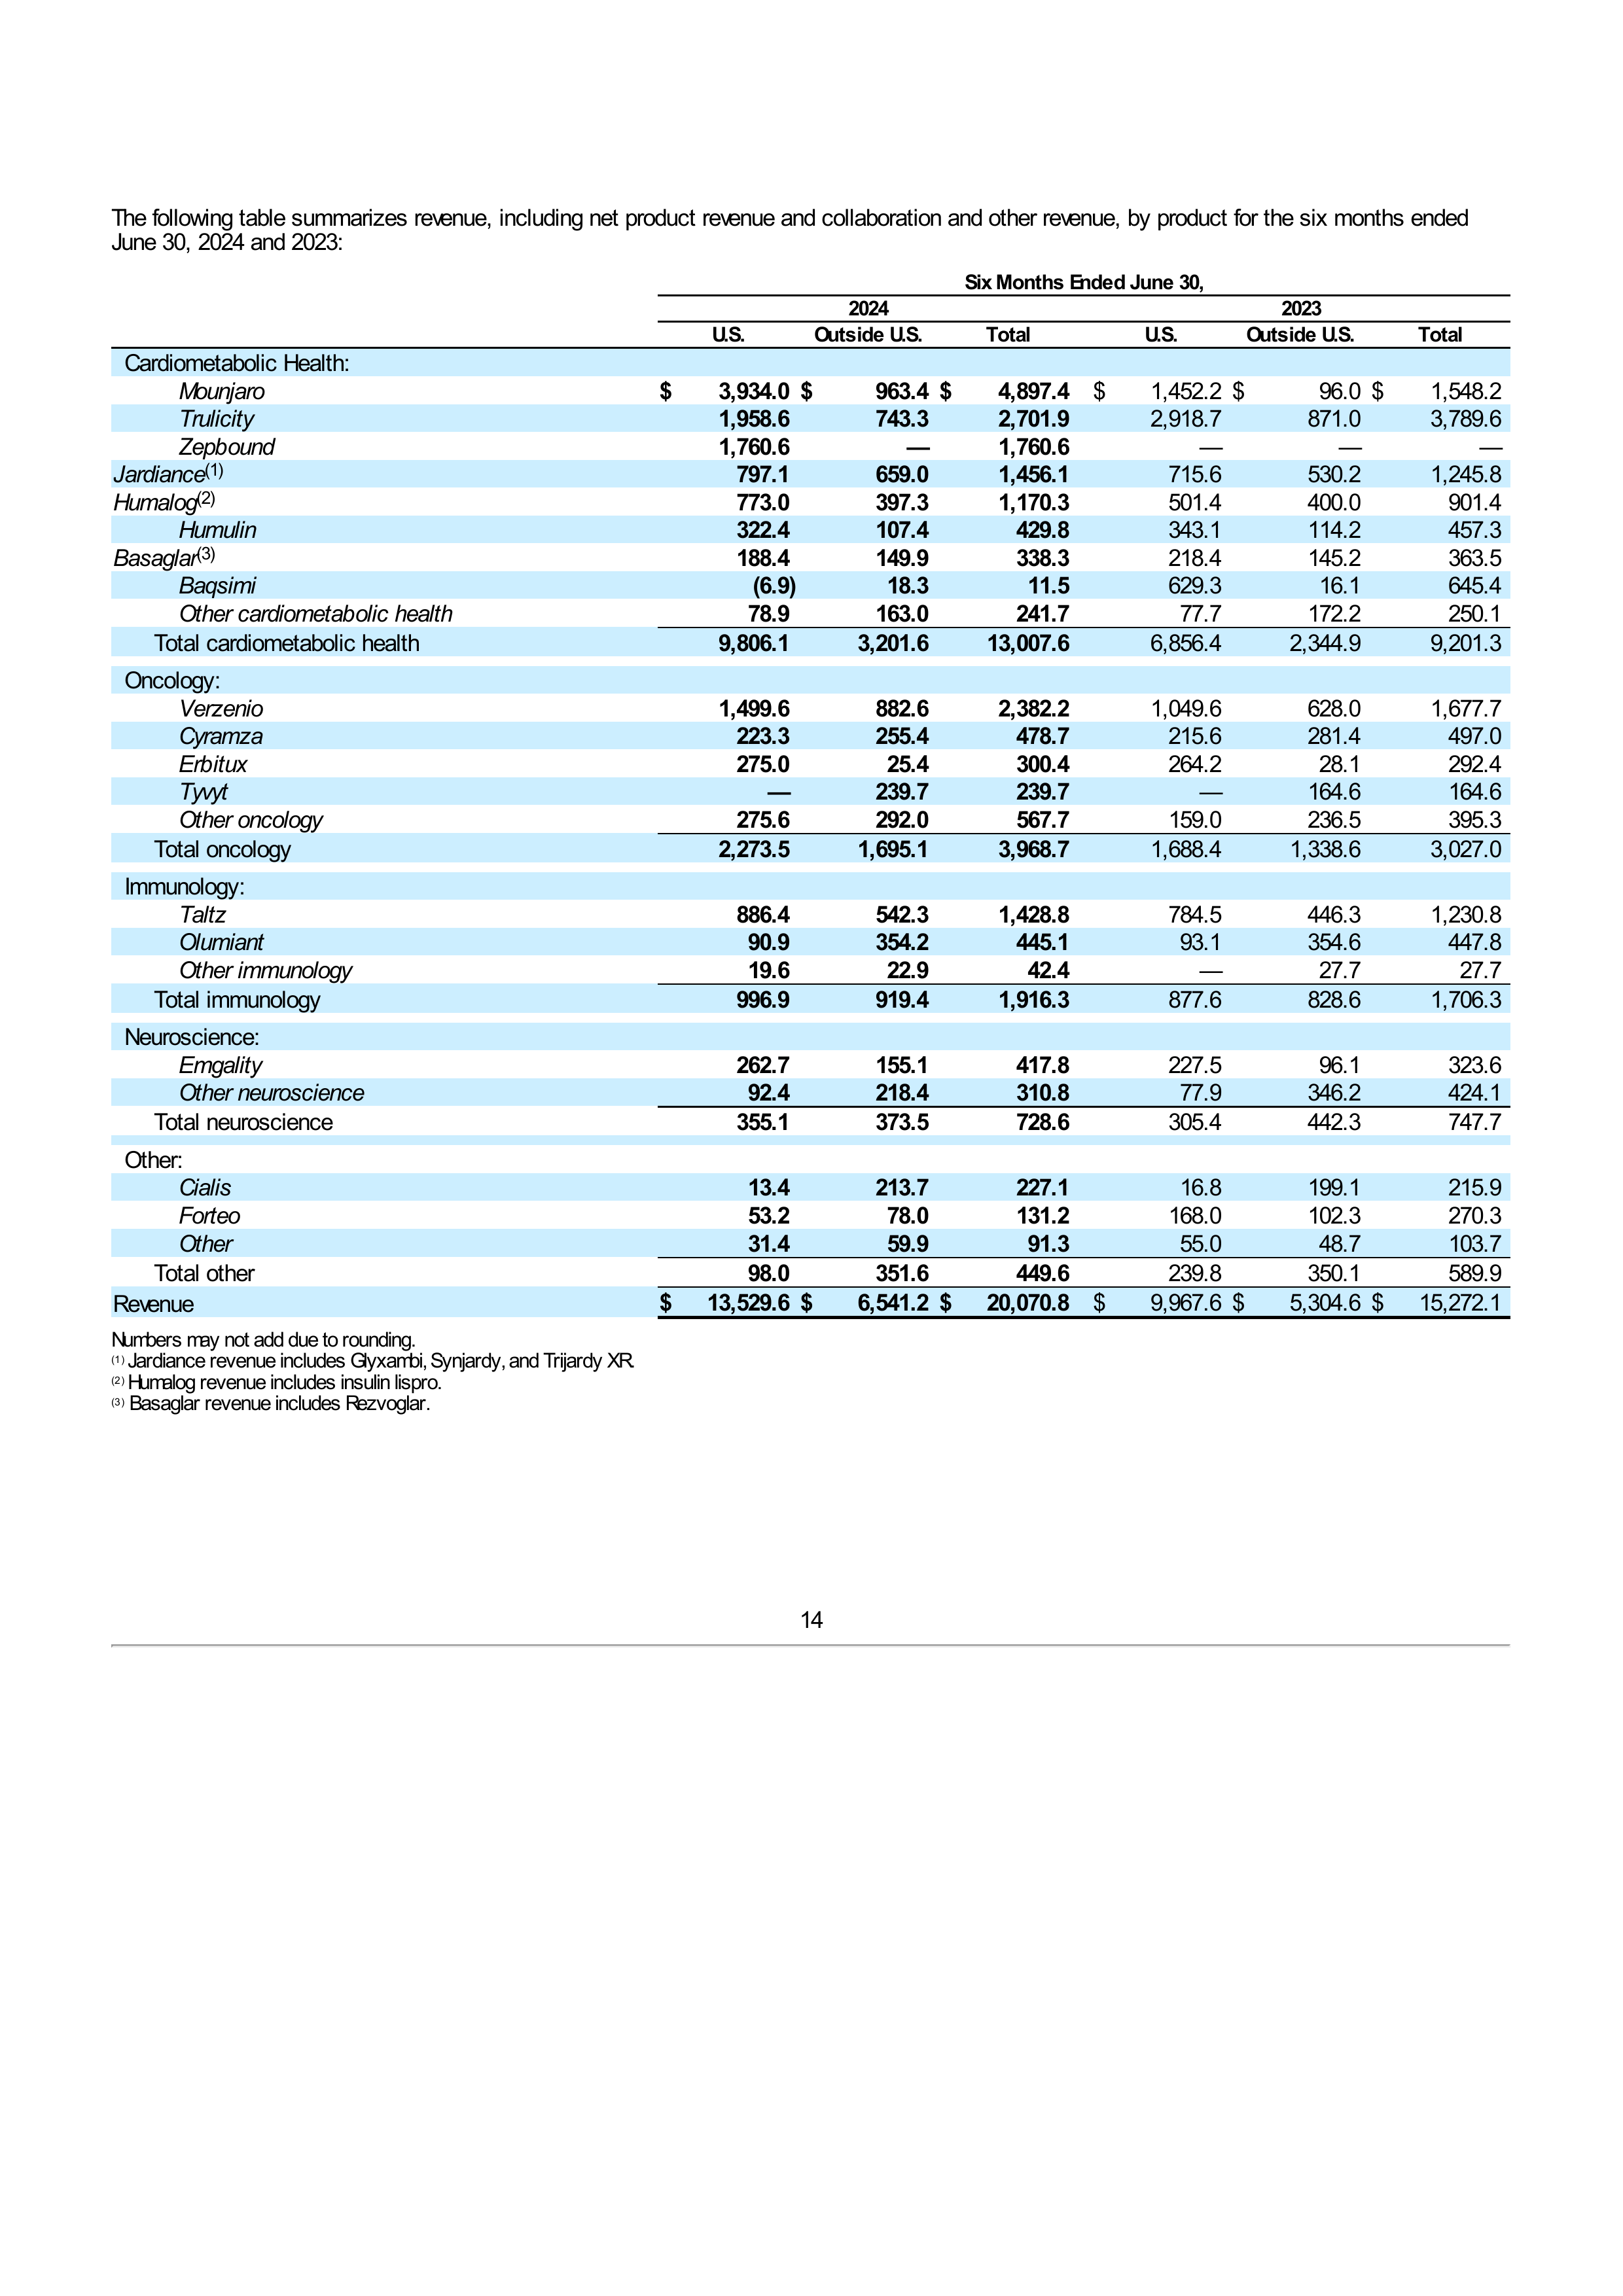 The following table summarizes revenue, including net product revenue and collaboration and other revenue, by product for the six months ended
June 30, 2024 and 2023:
Six Months Ended June 30,
2024 2023
U.S. Outside U.S. Total U.S. Outside U.S. Total
Cardiometabolic Health:
Mounjaro $ 3,934.0 $ 963.4 $ 4,897.4 $ 1,452.2 $ 96.0 $ 1,548.2
Trulicity 1,958.6 743.3 2,701.9 2,918.7 871.0 3,789.6
Zepbound 1,760.6 — 1,760.6 — — —
Jardiance(1) 797.1 659.0 1,456.1 715.6 530.2 1,245.8
Humalog(2) 773.0 397.3 1,170.3 501.4 400.0 901.4
Humulin 322.4 107.4 429.8 343.1 114.2 457.3
Basaglar(3) 188.4 149.9 338.3 218.4 145.2 363.5
Baqsimi (6.9) 18.3 11.5 629.3 16.1 645.4
Other cardiometabolic health 78.9 163.0 241.7 77.7 172.2 250.1
Total cardiometabolic health 9,806.1 3,201.6 13,007.6 6,856.4 2,344.9 9,201.3
Oncology:
Verzenio 1,499.6 882.6 2,382.2 1,049.6 628.0 1,677.7
Cyramza 223.3 255.4 478.7 215.6 281.4 497.0
Erbitux 275.0 25.4 300.4 264.2 28.1 292.4
Tyvyt — 239.7 239.7 — 164.6 164.6
Other oncology 275.6 292.0 567.7 159.0 236.5 395.3
Total oncology 2,273.5 1,695.1 3,968.7 1,688.4 1,338.6 3,027.0
Immunology:
Taltz 886.4 542.3 1,428.8 784.5 446.3 1,230.8
Olumiant 90.9 354.2 445.1 93.1 354.6 447.8
Other immunology 19.6 22.9 42.4 — 27.7 27.7
Total immunology 996.9 919.4 1,916.3 877.6 828.6 1,706.3
Neuroscience:
Emgality 262.7 155.1 417.8 227.5 96.1 323.6
Other neuroscience 92.4 218.4 310.8 77.9 346.2 424.1
Total neuroscience 355.1 373.5 728.6 305.4 442.3 747.7
Other:
Cialis 13.4 213.7 227.1 16.8 199.1 215.9
Forteo 53.2 78.0 131.2 168.0 102.3 270.3
Other 31.4 59.9 91.3 55.0 48.7 103.7
Total other 98.0 351.6 449.6 239.8 350.1 589.9
Revenue $ 13,529.6 $ 6,541.2 $ 20,070.8 $ 9,967.6 $ 5,304.6 $ 15,272.1
Numbers may not add due to rounding.
(1) Jardiance revenue includes Glyxambi, Synjardy, and Trijardy XR.
(2) Humalog revenue includes insulin lispro.
(3) Basaglar revenue includes Rezvoglar.
14